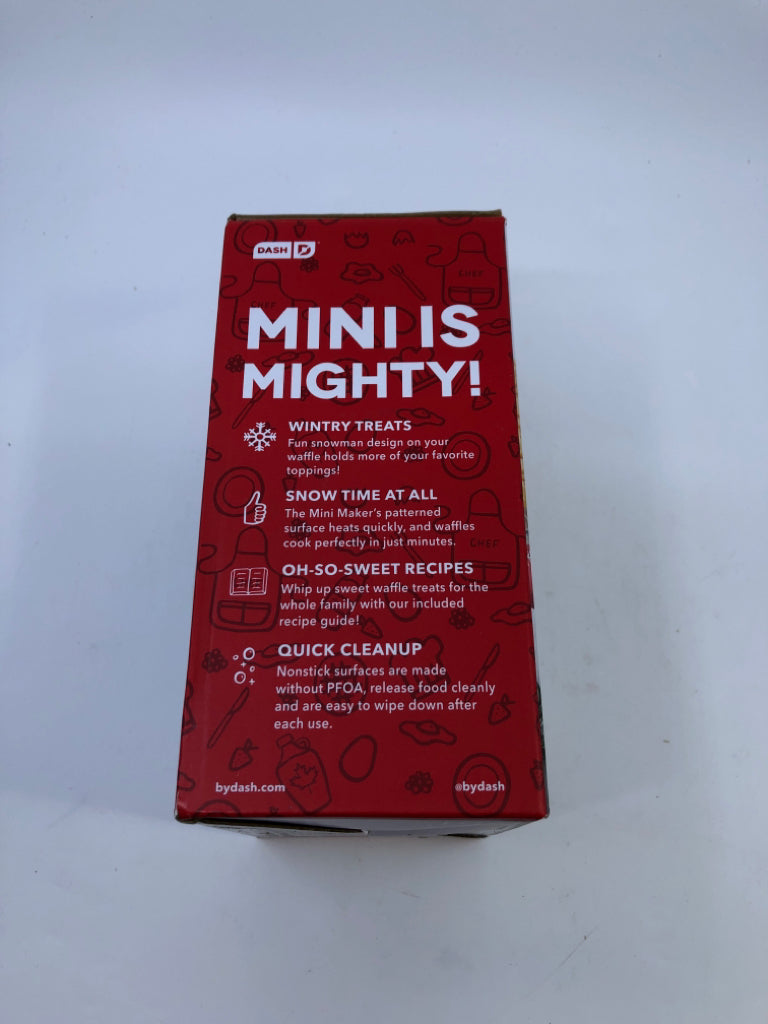 DASH
CHEF
CHEF
MINI IS
MIGHTY!
WINTRY TREATS
Fun snowman design on your
waffle holds more of your favorite
toppings!
SNOW TIME AT ALL
The Mini Maker's patterned
surface heats quickly, and waffles
cook perfectly in just minutes.
CHEF
OH-SO-SWEET RECIPES
Whip up sweet waffle treats for the
whole family with our included
recipe guide!
QUICK CLEANUP
Nonstick surfaces are made
without PFOA, release food cleanly
and are easy to wipe down after
each use.
bydash.com
@bydash